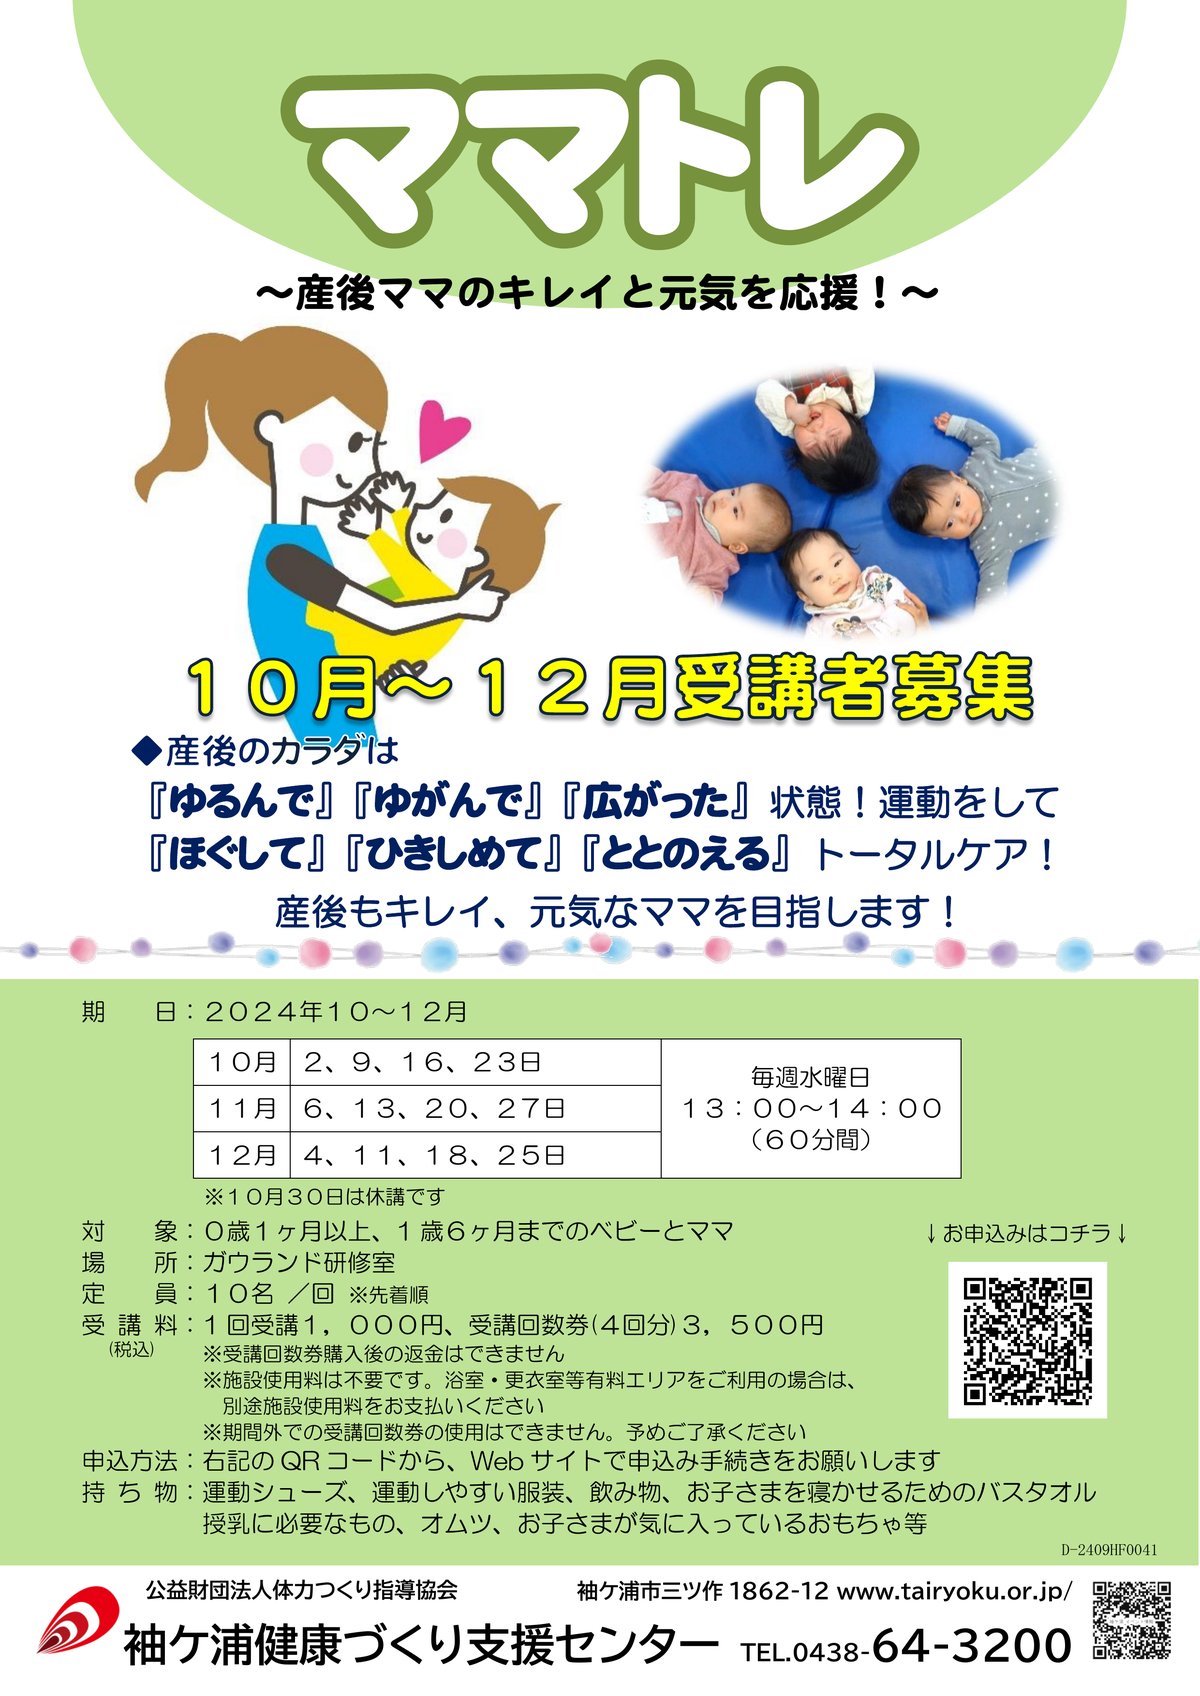 ママトレ
～産後ママのキレイと元気を応援！～
１０月～１２月受講者募集
◆産後のカラダは
『ゆるんで』『ゆがんで』『広がった』状態！運動をして
『ほぐして』『ひきしめて』『ととのえる』トータルケア！
産後もキレイ、元気なママを目指します！
期　　日：２０２４年１０～１２月
１０月 ２、９、１６、２３日
１１月 ６、１３、２０、２７日
１２月 ４、１１、１８、２５日
毎週水曜日
１３：００～１４：００
（６０分間）
※１０月３０日は休講です
対　　象：０歳１ヶ月以上、１歳６ヶ月までのベビーとママ
場　　所：ガウランド研修室
定　　員：１０名 ／回 ※先着順
受 講 料：１回受講１，０００円、受講回数券(４回分)３，５００円
(税込)
※受講回数券購入後の返金はできません
※施設使用料は不要です。浴室・更衣室等有料エリアをご利用の場合は、
別途施設使用料をお支払いください
※期間外での受講回数券の使用はできません。予めご了承ください
申込方法：右記のＱＲコードから、Ｗｅｂサイトで申込み手続きをお願いします
持 ち 物：運動シューズ、運動しやすい服装、飲み物、お子さまを寝かせるためのバスタオル
授乳に必要なもの、オムツ、お子さまが気に入っているおもちゃ等
↓お申込みはコチラ↓
D-2409HF0041
公益財団法人体力つくり指導協会
袖ケ浦市三ツ作 1862-12 www.tairyoku.or.jp/
袖ケ浦健康づくり支援センター TEL.0438-64-3200